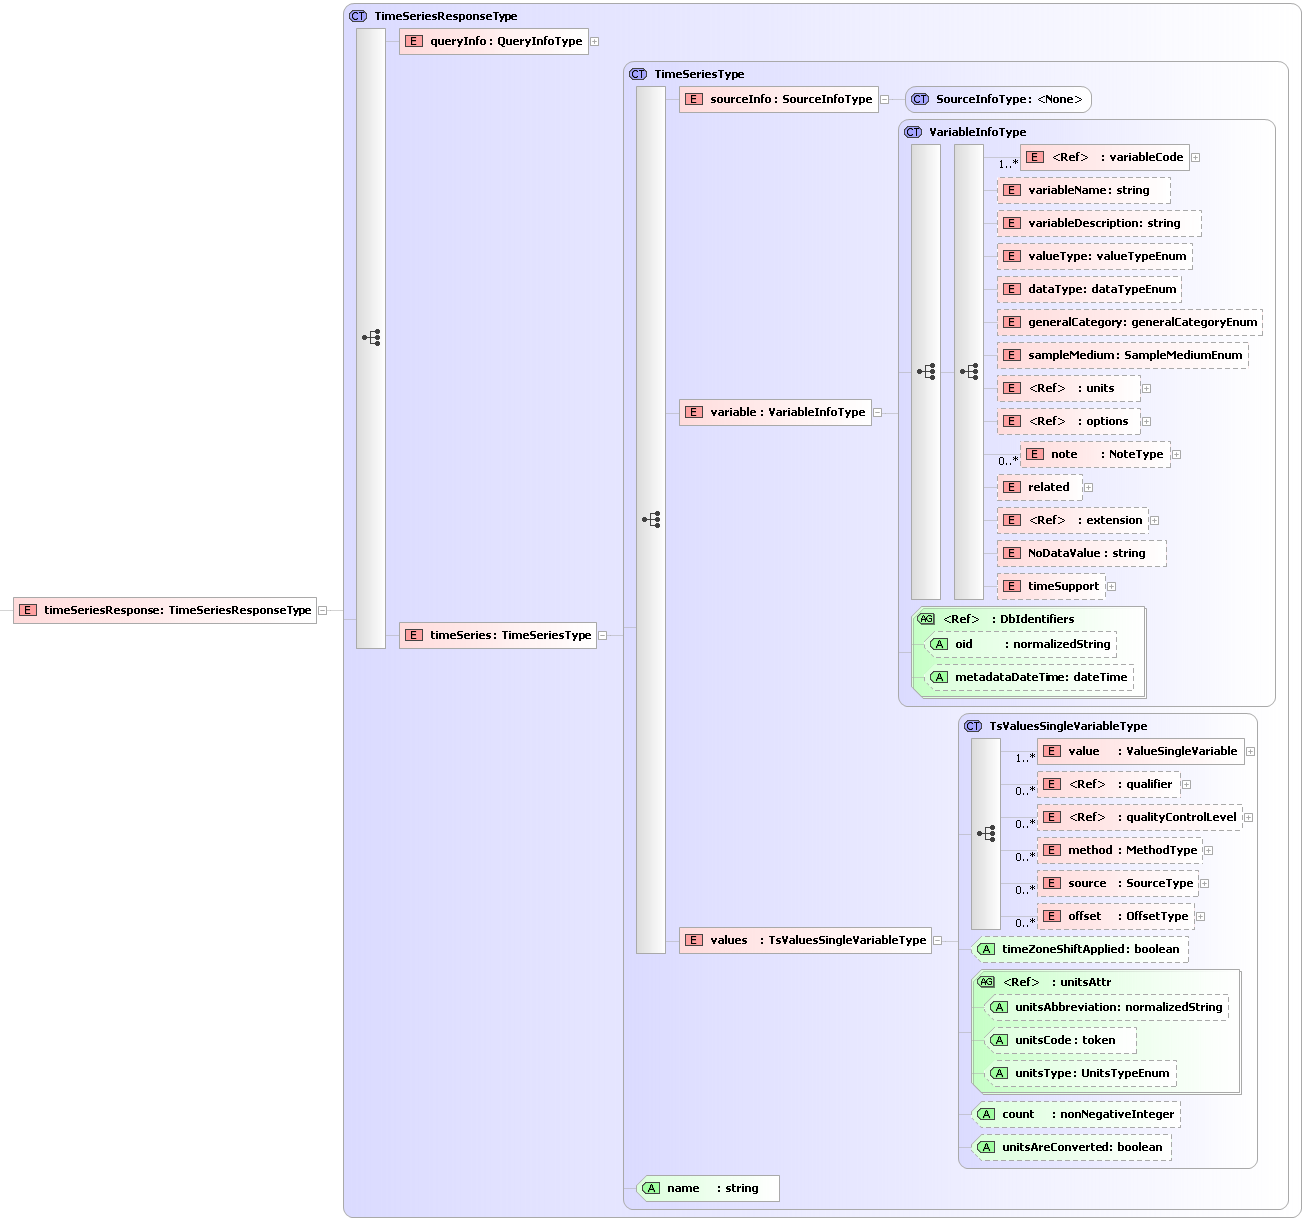 CT TimeSeriesResponseType
E queryInfo : QueryInfoType
CT TimeSeriesType
E sourceInfo : SourceInfoType
CT SourceInfoType: <None>
CT VariableInfoType
1..* E <Ref> : variableCode
E variableName: string
E variableDescription: string
E valueType: valueTypeEnum
E dataType: dataTypeEnum
E generalCategory: generalCategoryEnum
E sampleMedium: SampleMediumEnum
E <Ref> : units
E variable : VariableInfoType
E <Ref> : options
0..* E note : NoteType
E related
E <Ref> : extension
E NoDataValue : string
E timeSupport
E timeSeriesResponse: TimeSeriesResponseType
E timeSeries: TimeSeriesType
AG <Ref> : DbIdentifiers
A oid : normalizedString
A metadataDateTime: dateTime
CT TsValuesSingleVariableType
1..* E value : ValueSingleVariable
0..* E <Ref> : qualifier
0..* E <Ref> : qualityControlLevel
0..* E method : MethodType
0..* E source : SourceType
0..* E offset : OffsetType
E values : TsValuesSingleVariableType
A timeZoneShiftApplied: boolean
AG <Ref> : unitsAttr
A unitsAbbreviation: normalizedString
A unitsCode : token
A unitsType: UnitsTypeEnum
A count : nonNegativeInteger
A unitsAreConverted: boolean
A name : string